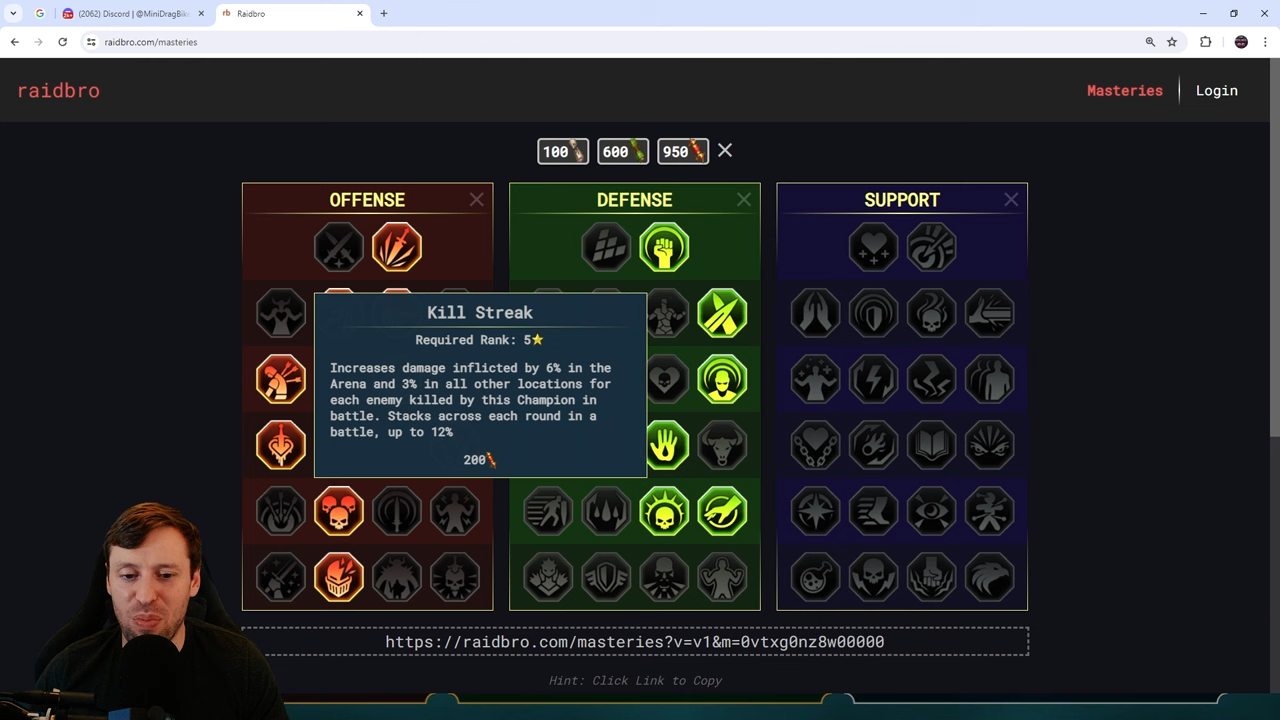 (2062) Discord | @MiniDragBik
Raidbro
raidbro.com/masteries
raidbro
Masteries
Login
100
600
950
OFFENSE
DEFENSE
SUPPORT
Kill Streak
Required Rank: 5
Increases damage inflicted by 6% in the
Arena and 3% in all other locations for
each enemy killed by this Champion in
battle. Stacks across each round in a
battle, up to 12%
200
https://raidbro.com/masteries?v=v1&m=0vtxg0nz8w00000
Hint: Click Link to Copy